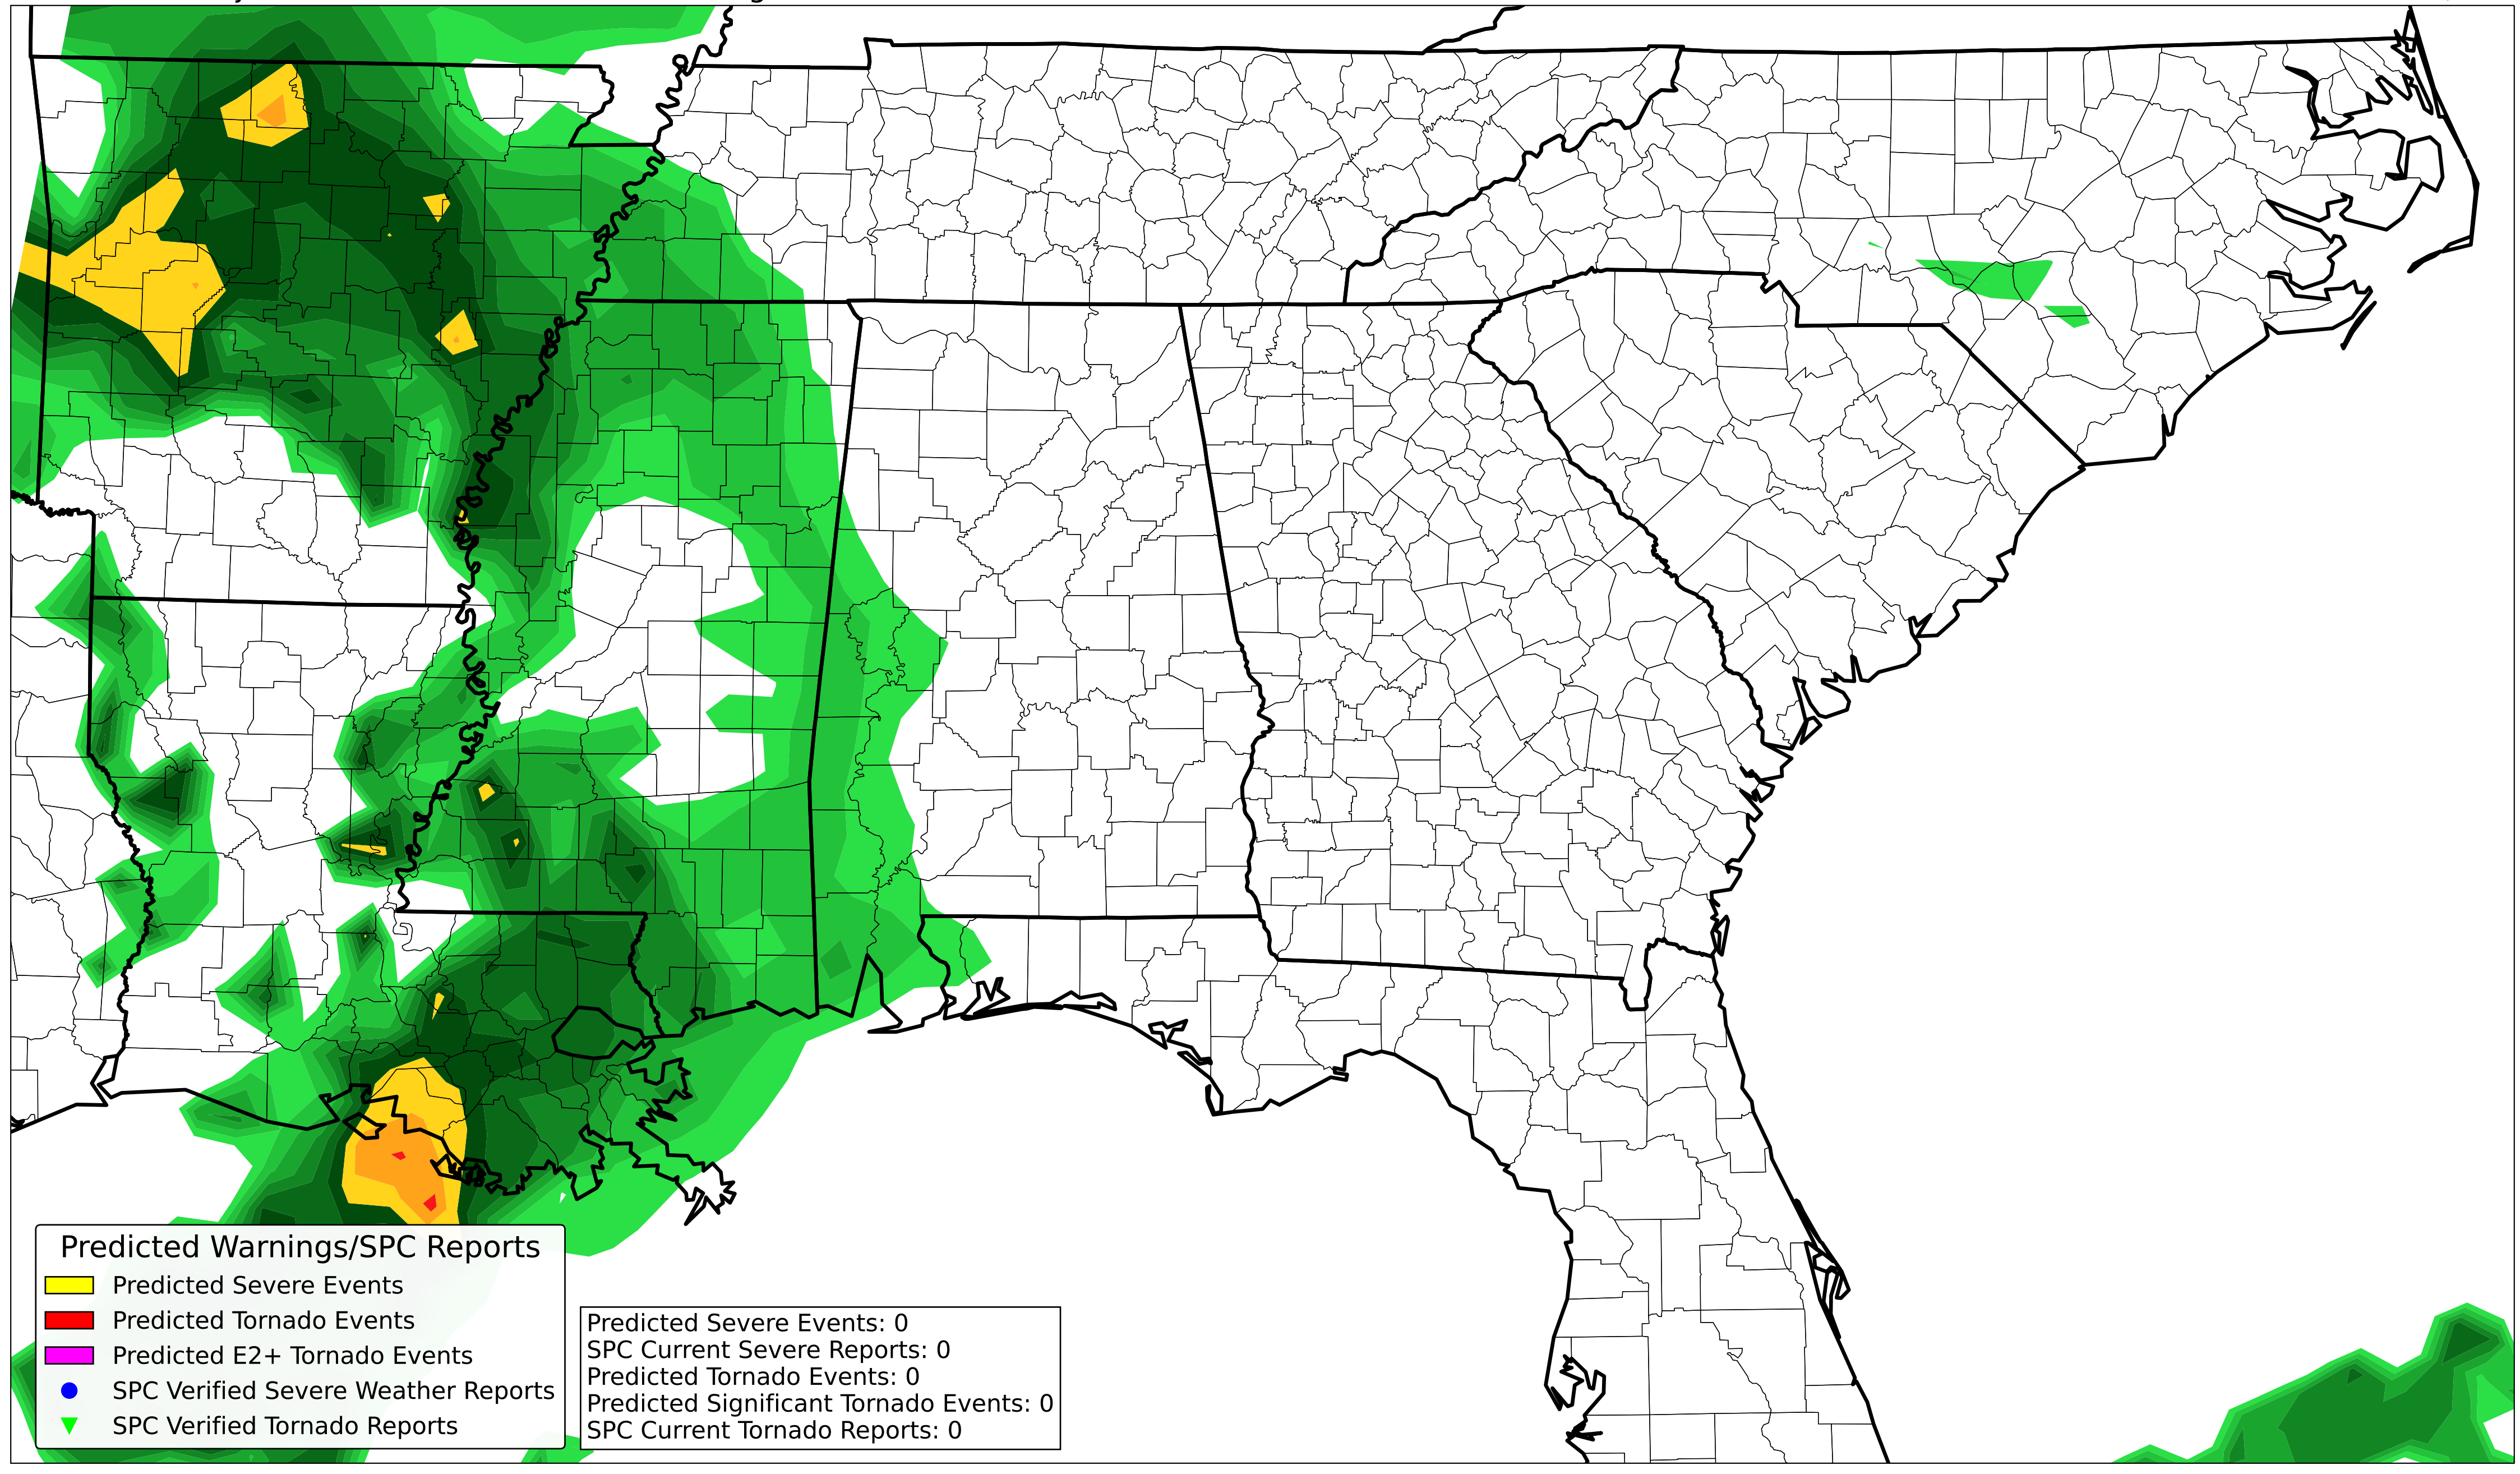 Predicted Warnings/SPC Reports
Predicted Severe Events
Predicted Tornado Events
Predicted E2+ Tornado Events
SPC Verified Severe Weather Reports
SPC Verified Tornado Reports
Predicted Severe Events: 0
SPC Current Severe Reports: 0
Predicted Tornado Events: 0
Predicted Significant Tornado Events: 0
SPC Current Tornado Reports: 0